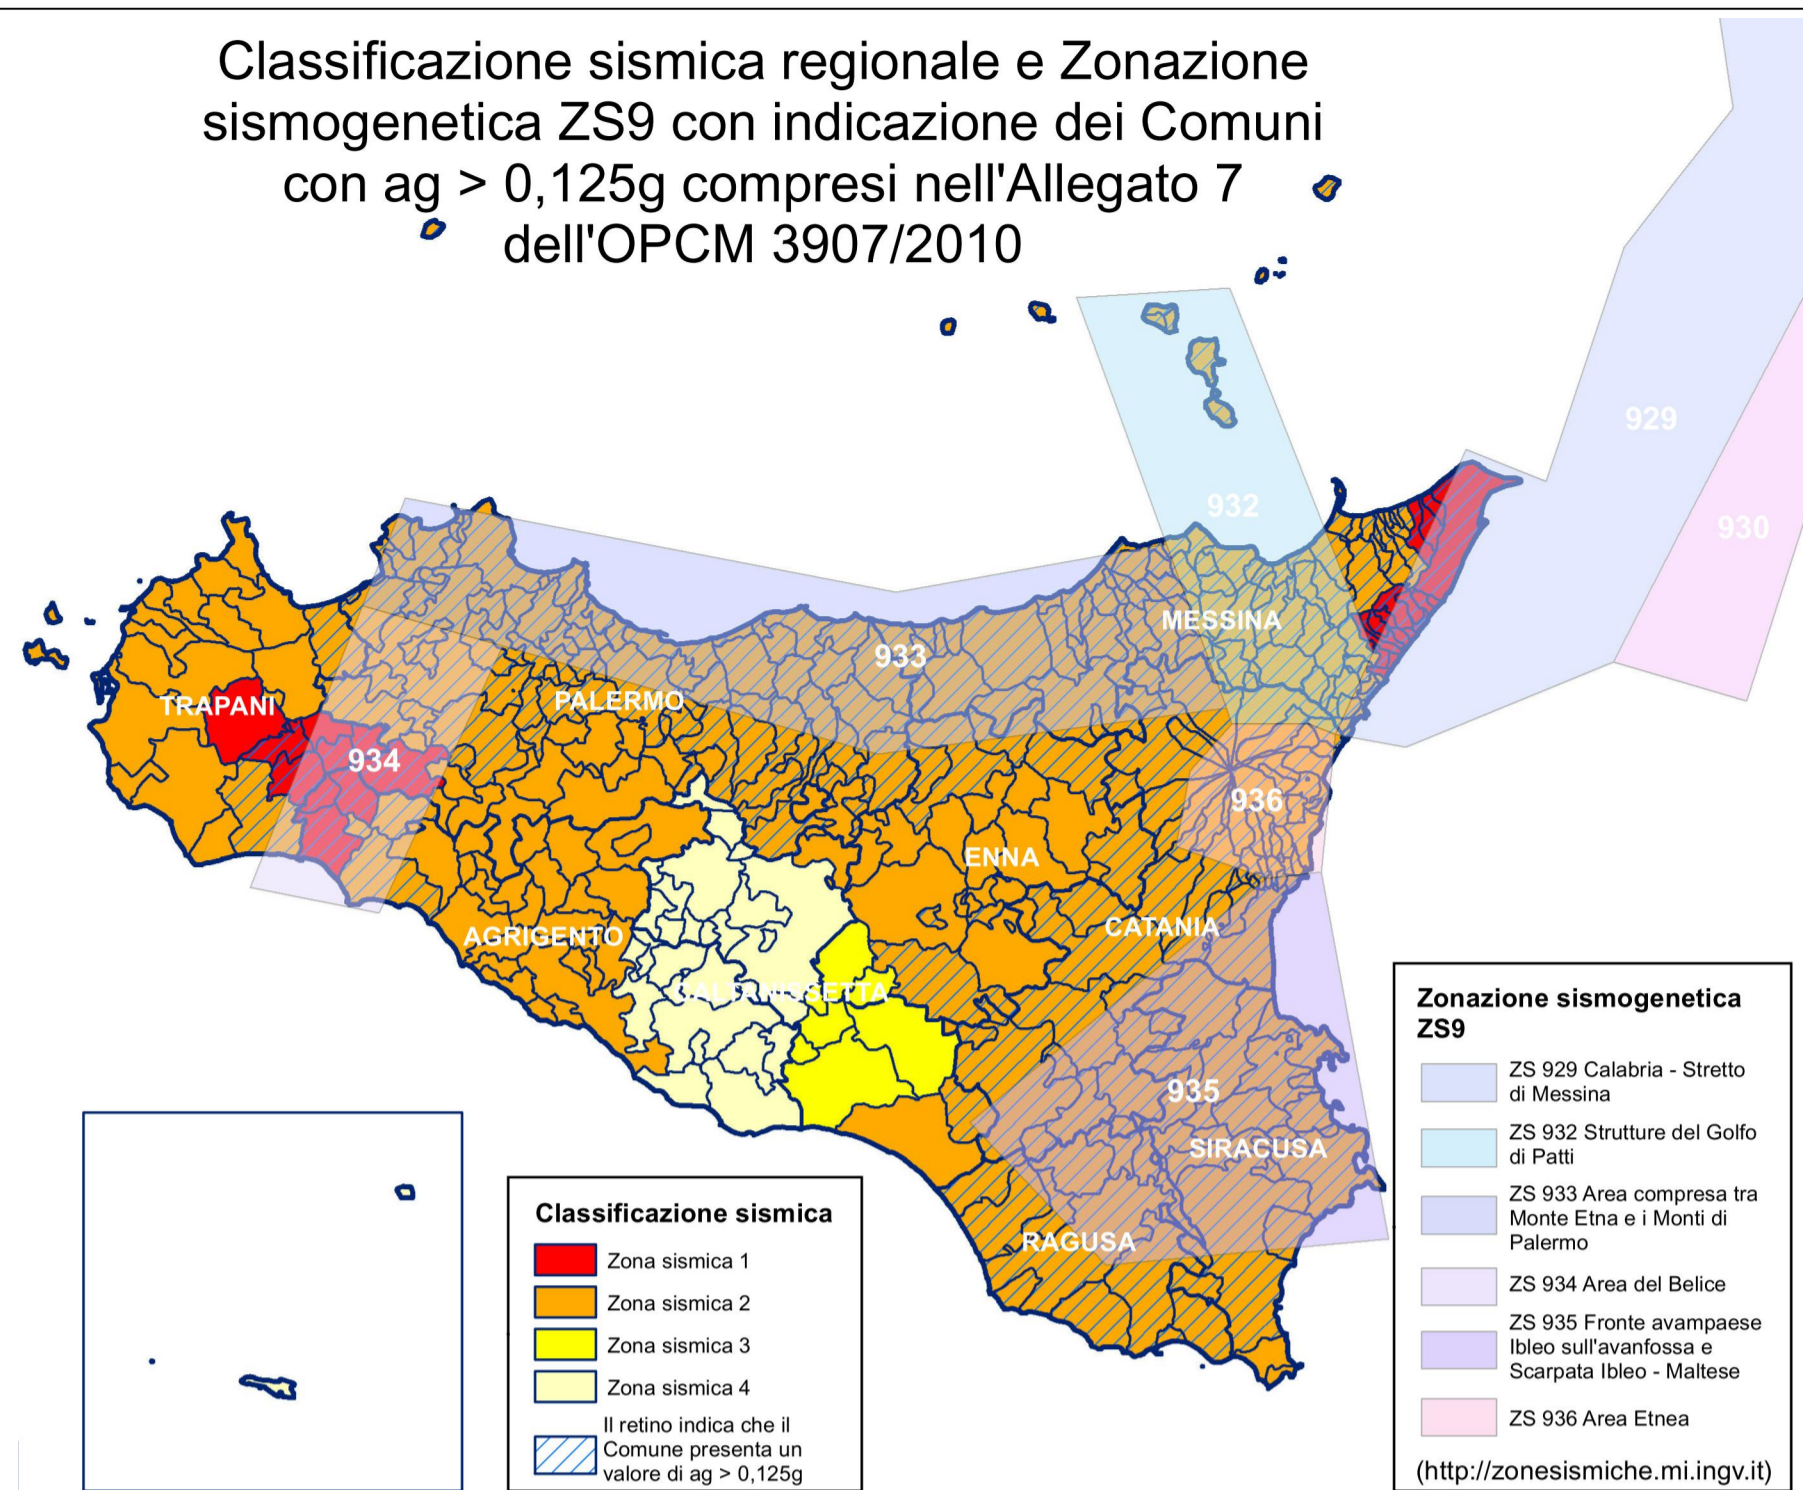 Classificazione sismica regionale e Zonazione
sismogenetica ZS9 con indicazione dei Comuni
con ag > 0,125g compresi nell'Allegato 7
dell'OPCM 3907/2010
929
932
930
MESSINA
933
PALERMO
TRAPANI
934
936
ENNA
CATANIA
AGRIGENTO
CALTANISSETTA
935
SIRACUSA
RAGUSA
Classificazione sismica
Zona sismica 1
Zona sismica 2
Zona sismica 3
Zona sismica 4
Il retino indica che il
Comune presenta un
valore di ag > 0,125g
Zonazione sismogenetica
ZS9
ZS 929 Calabria - Stretto
di Messina
ZS 932 Strutture del Golfo
di Patti
ZS 933 Area compresa tra
Monte Etna e i Monti di
Palermo
ZS 934 Area del Belice
ZS 935 Fronte avampaese
Ibleo sull'avanfossa e
Scarpata Ibleo - Maltese
ZS 936 Area Etnea
(http://zonesismiche.mi.ingv.it)